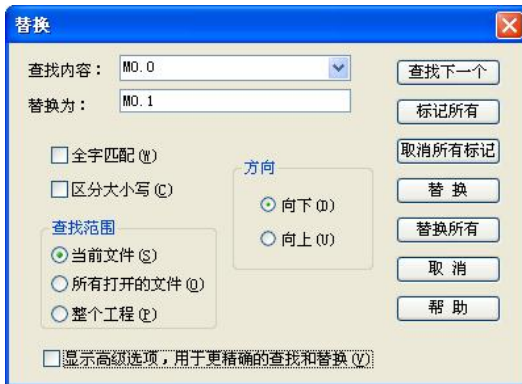 替换
查找内容：
M0.0
查找下一个
替换为：
M0.1
标记所有
全字匹配(W)
取消所有标记
区分大小写(C)
方向
向下(D)
向上(U)
替 换
查找范围
当前文件(S)
所有打开的文件(O)
整个工程(P)
替换所有
取 消
帮 助
显示高级选项，用于更精确的查找和替换(V)